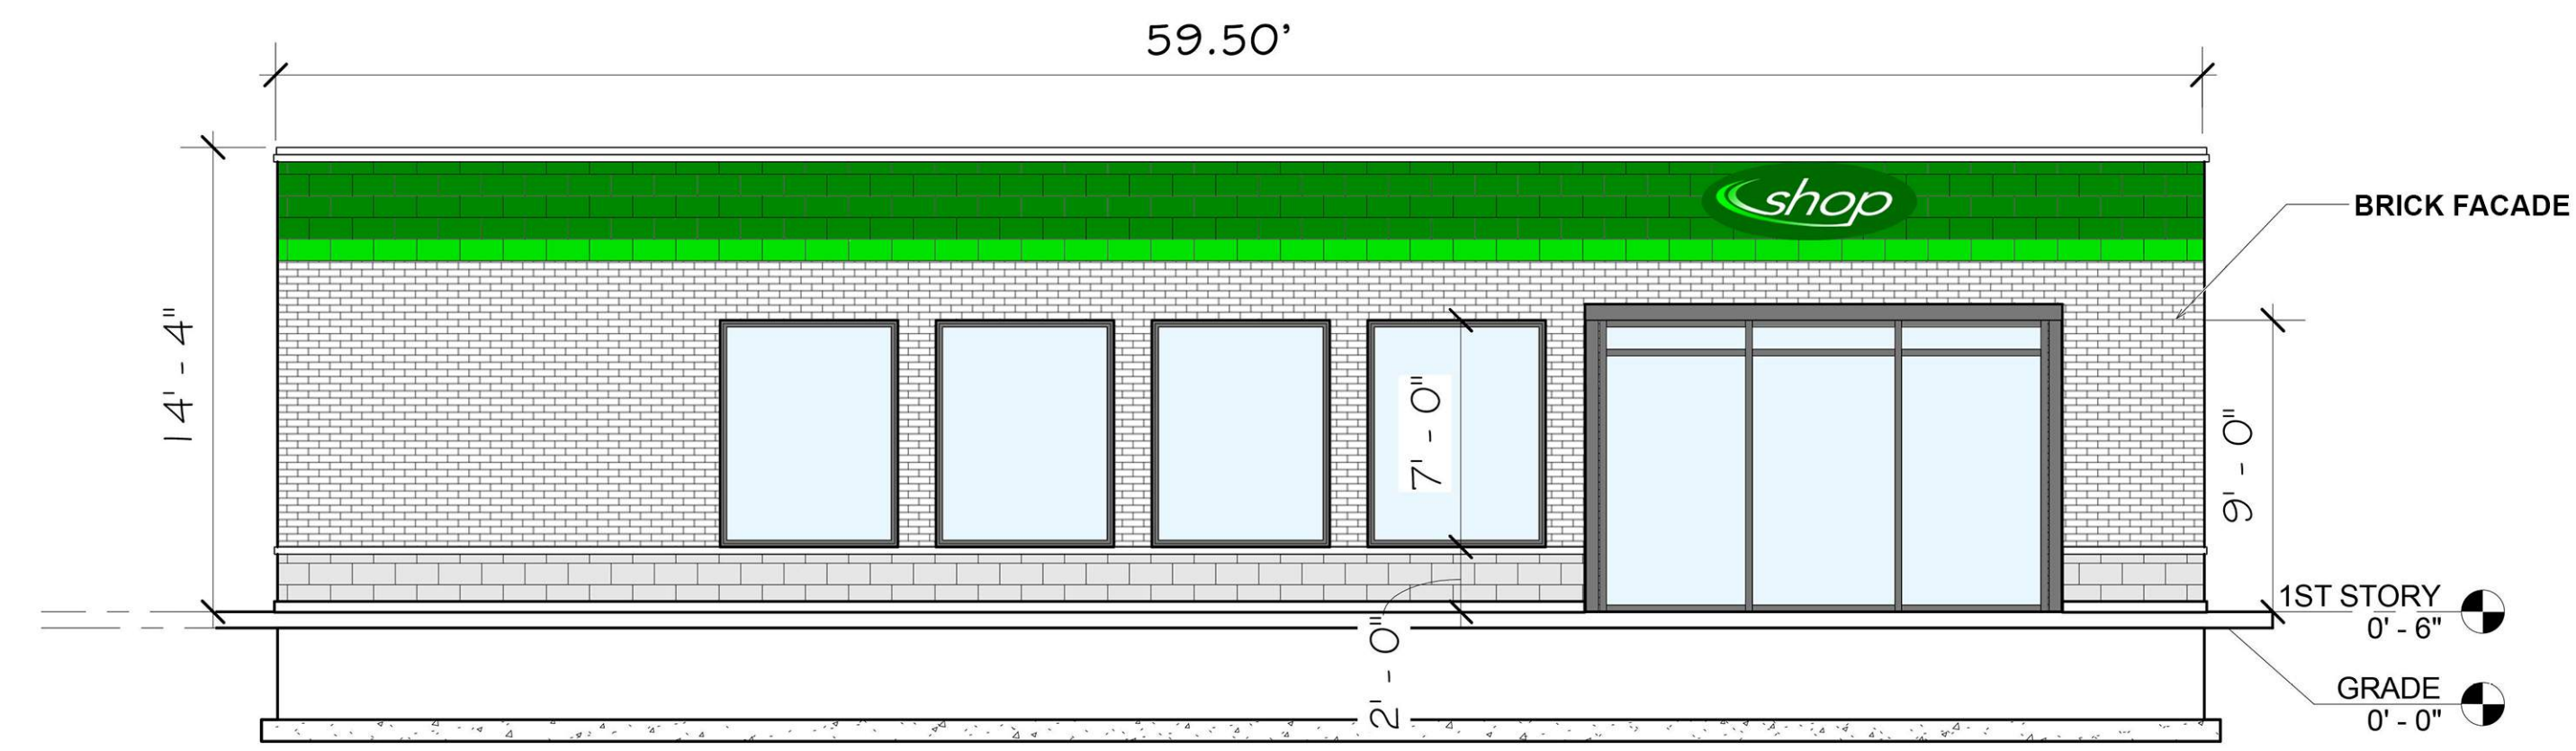 59.50'
shop
BRICK FACADE
14' - 4"
7' - 0"
9' - 0"
1ST STORY
0' - 6"
2' - 0"
GRADE
0' - 0"